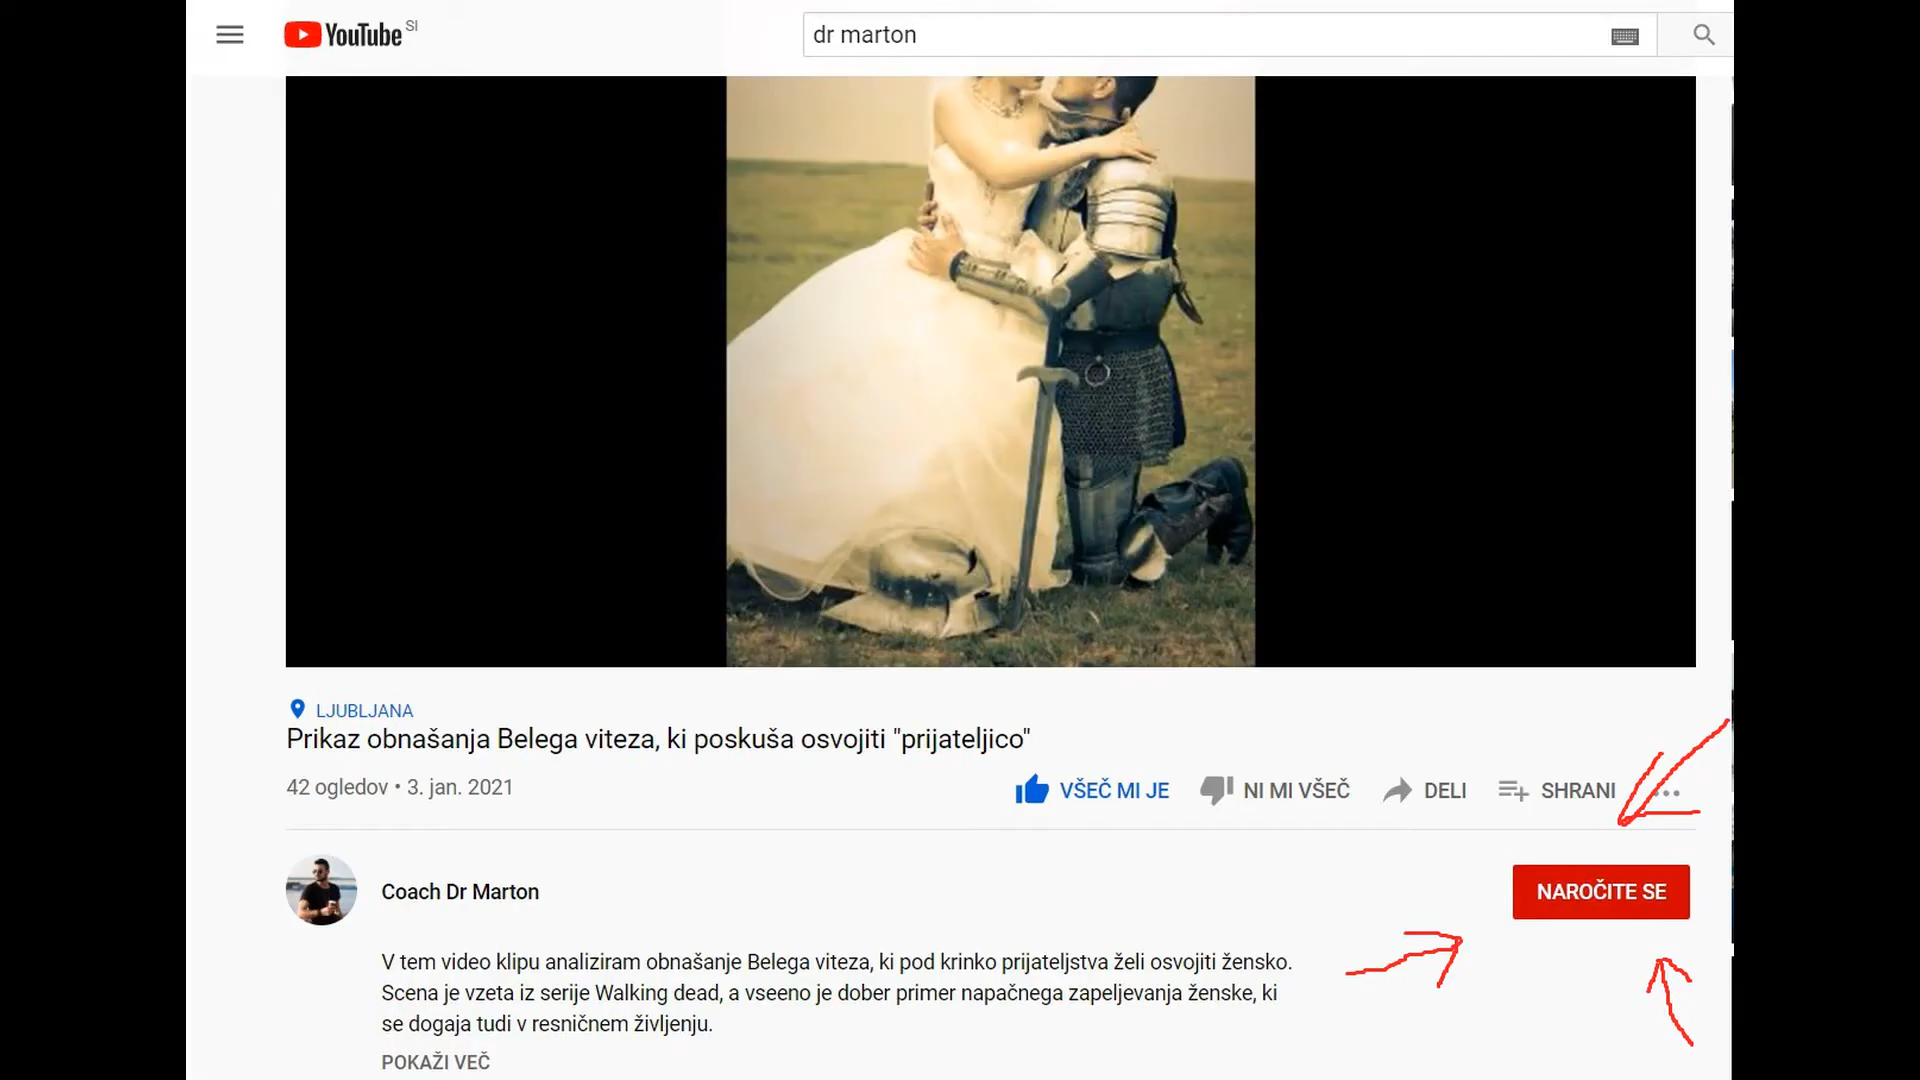 YouTube SI
dr marton
LJUBLJANA
Prikaz obnašanja Belega viteza, ki poskuša osvojiti "prijateljico"
42 ogledov • 3. jan. 2021
VŠEČ MI JE
NI MI VŠEČ
DELI
SHRANI
Coach Dr Marton
NAROČITE SE
V tem video klipu analiziram obnašanje Belega viteza, ki pod krinko prijateljstva želi osvojiti žensko.
Scena je vzeta iz serije Walking dead, a vseeno je dober primer napačnega zapeljevanja ženske, ki
se dogaja tudi v resničnem življenju.
POKAŽI VEČ